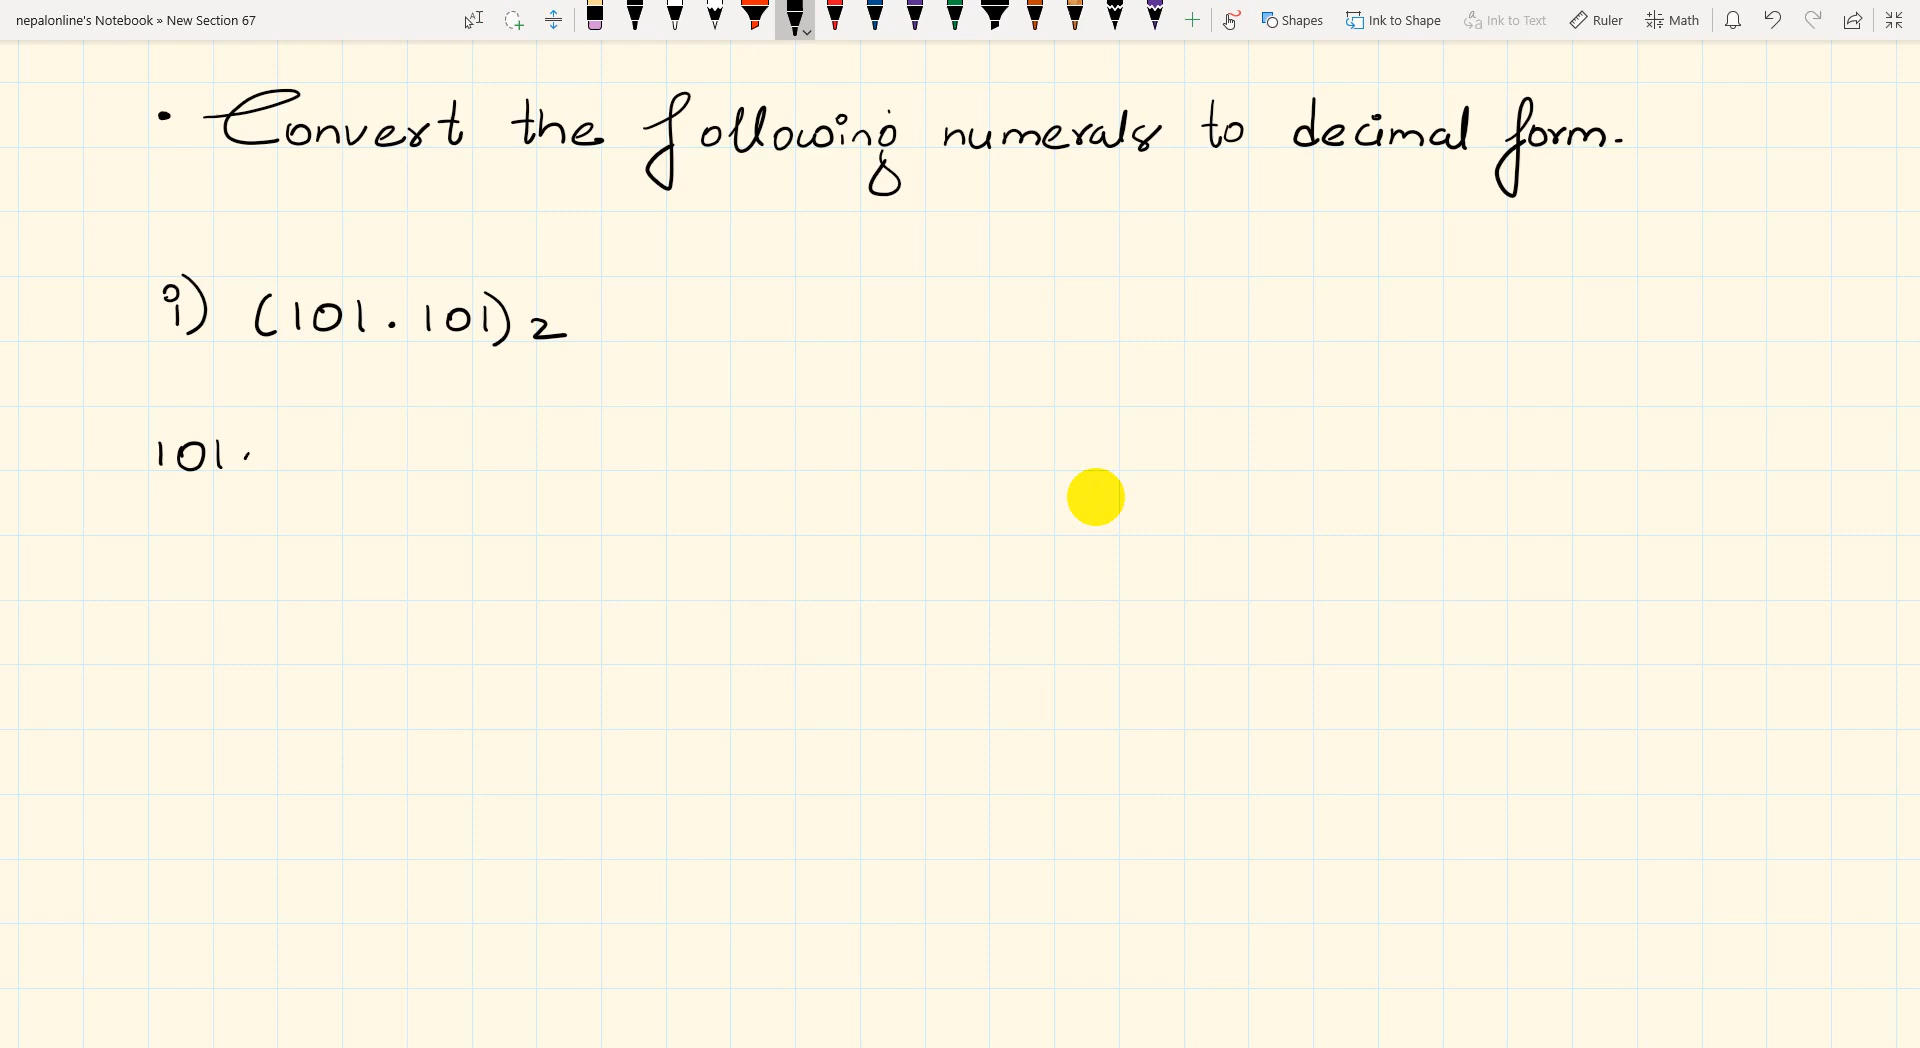 nepalonline's Notebook » New Section 67
Shapes Ink to Shape Ink to Text Ruler Math
• Convert the following numerals to decimal form.
i) (101.101)2
101.